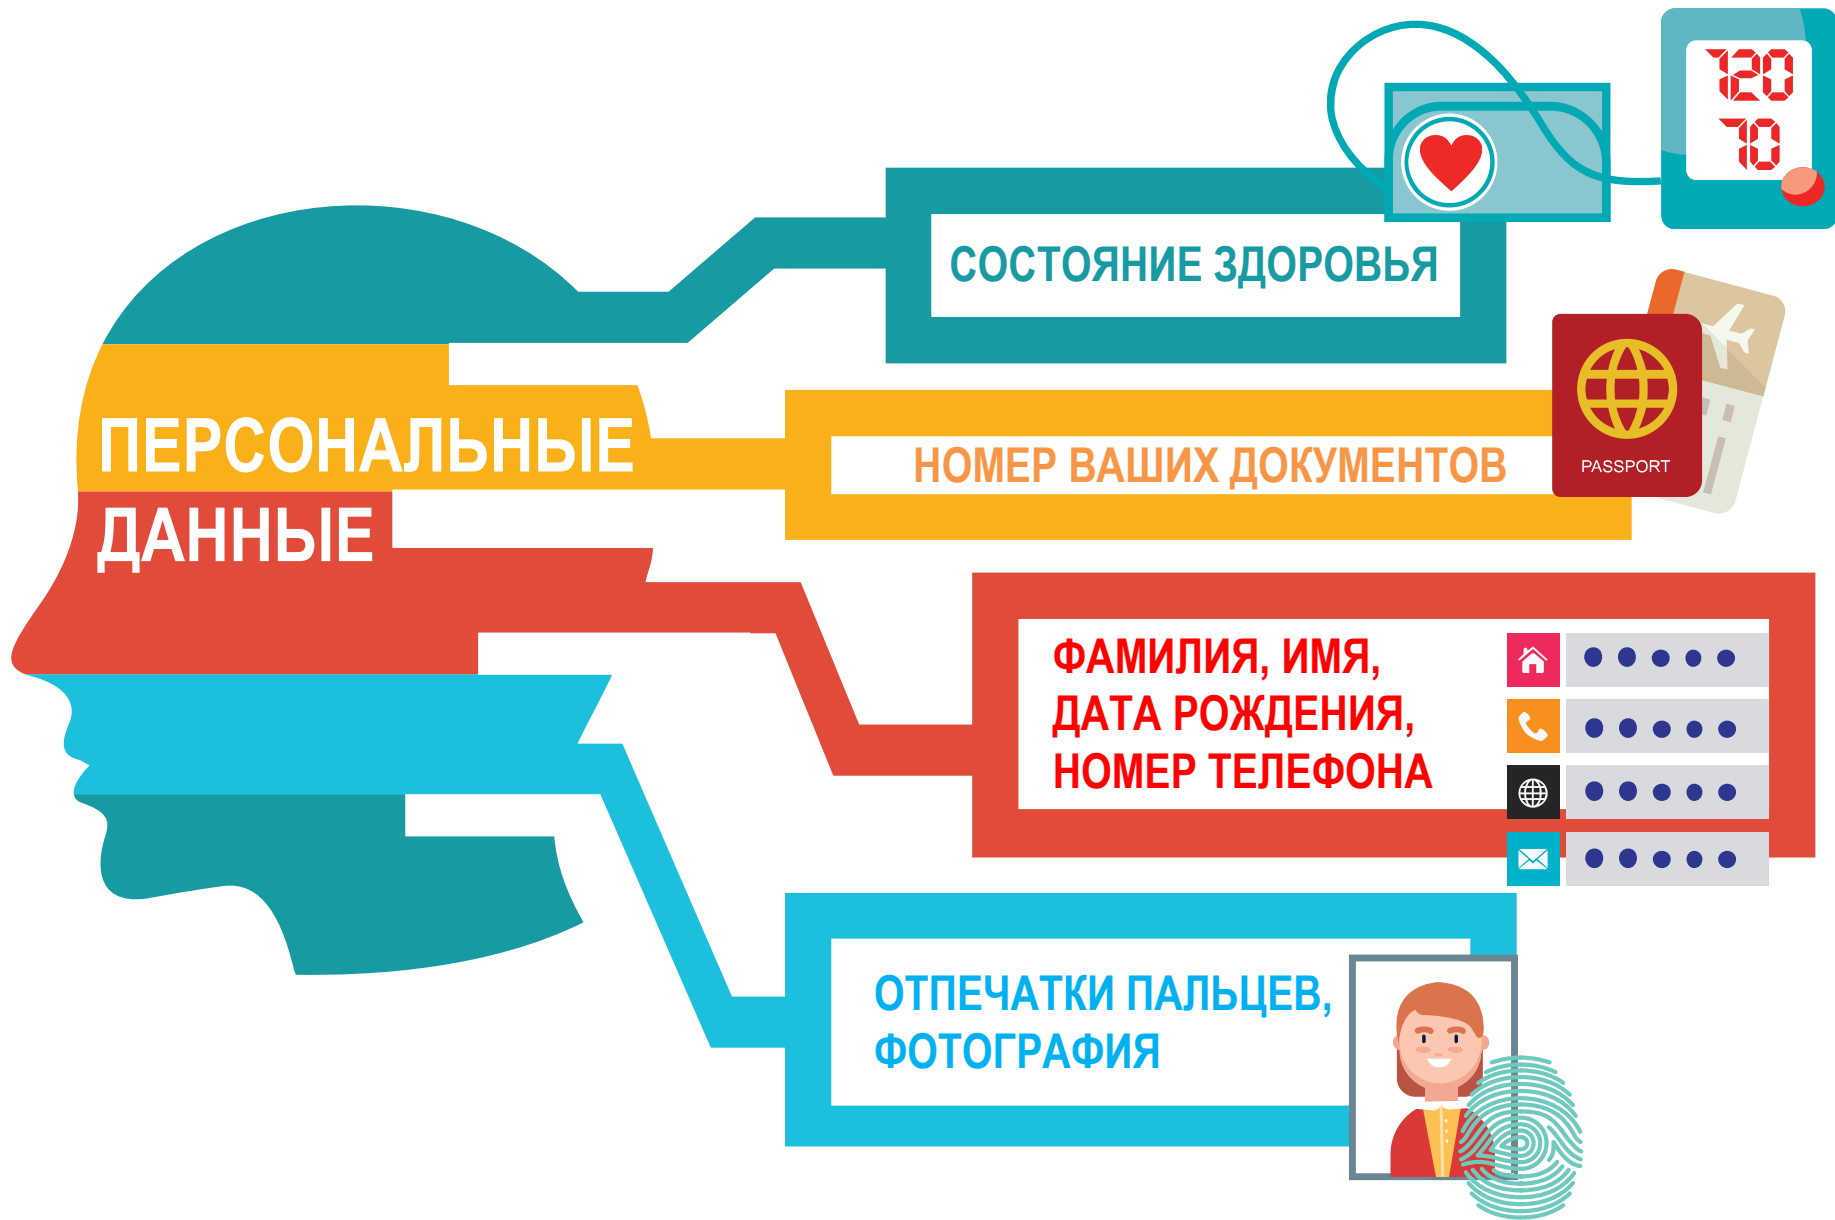 120
70
СОСТОЯНИЕ ЗДОРОВЬЯ
ПЕРСОНАЛЬНЫЕ
ДАННЫЕ
НОМЕР ВАШИХ ДОКУМЕНТОВ
PASSPORT
ФАМИЛИЯ, ИМЯ,
ДАТА РОЖДЕНИЯ,
НОМЕР ТЕЛЕФОНА
ОТПЕЧАТКИ ПАЛЬЦЕВ,
ФОТОГРАФИЯ